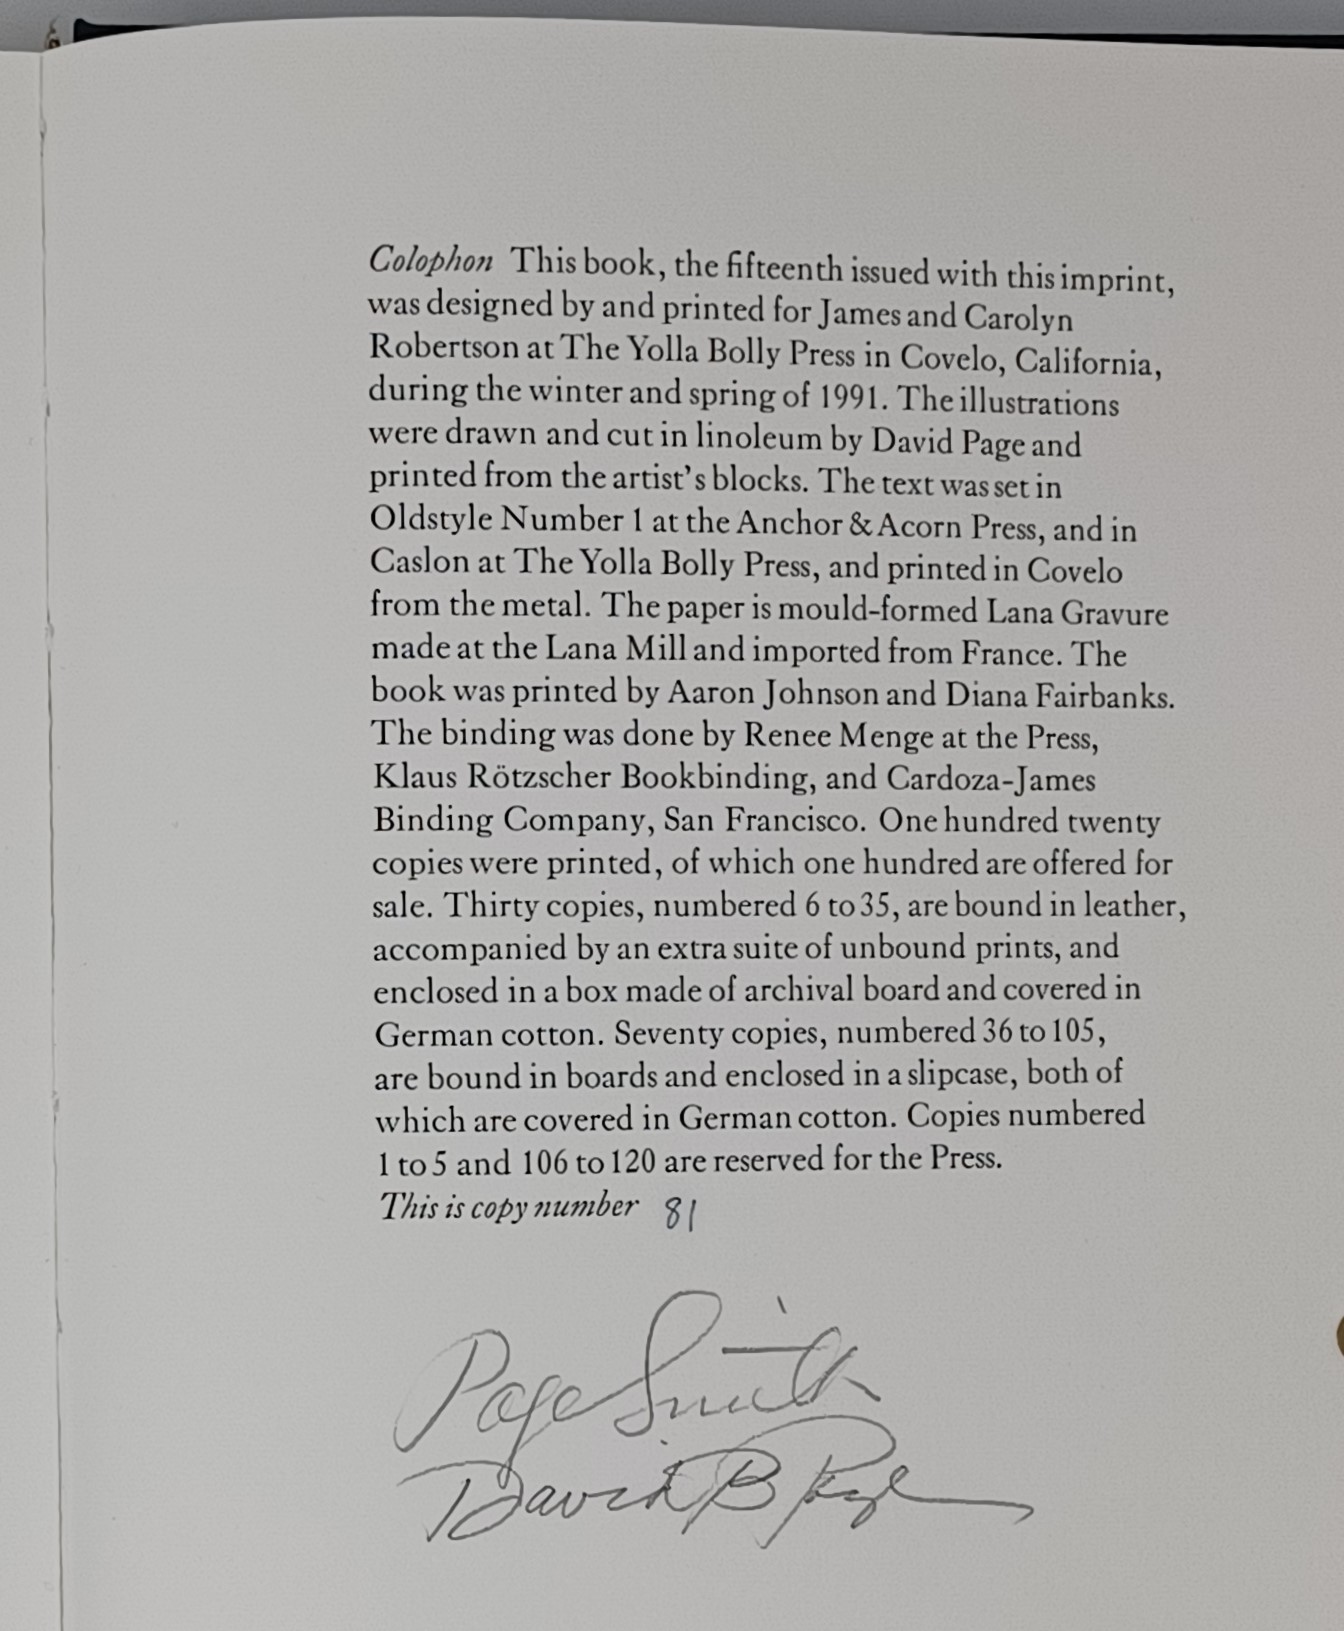 Colophon This book, the fifteenth issued with this imprint,
was designed by and printed for James and Carolyn
Robertson at The Yolla Bolly Press in Covelo, California,
during the winter and spring of 1991. The illustrations
were drawn and cut in linoleum by David Page and
printed from the artist's blocks. The text was set in
Oldstyle Number 1 at the Anchor & Acorn Press, and in
Caslon at The Yolla Bolly Press, and printed in Covelo
from the metal. The paper is mould-formed Lana Gravure
made at the Lana Mill and imported from France. The
book was printed by Aaron Johnson and Diana Fairbanks.
The binding was done by Renee Menge at the Press,
Klaus Rötzscher Bookbinding, and Cardoza-James
Binding Company, San Francisco. One hundred twenty
copies were printed, of which one hundred are offered for
sale. Thirty copies, numbered 6 to 35, are bound in leather,
accompanied by an extra suite of unbound prints, and
enclosed in a box made of archival board and covered in
German cotton. Seventy copies, numbered 36 to 105,
are bound in boards and enclosed in a slipcase, both of
which are covered in German cotton. Copies numbered
1 to 5 and 106 to 120 are reserved for the Press.
This is copy number 81
Page Smith
David B Page